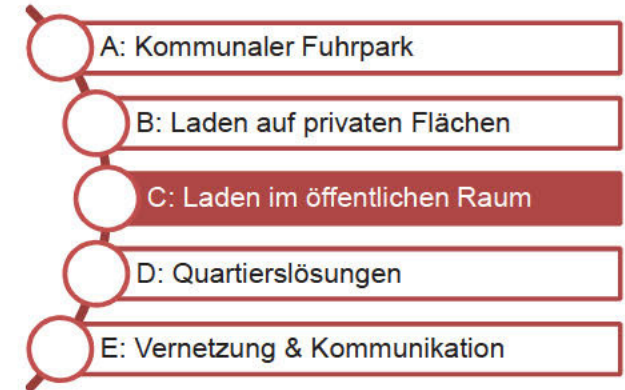 A: Kommunaler Fuhrpark
B: Laden auf privaten Flächen
C: Laden im öffentlichen Raum
D: Quartierslösungen
E: Vernetzung & Kommunikation